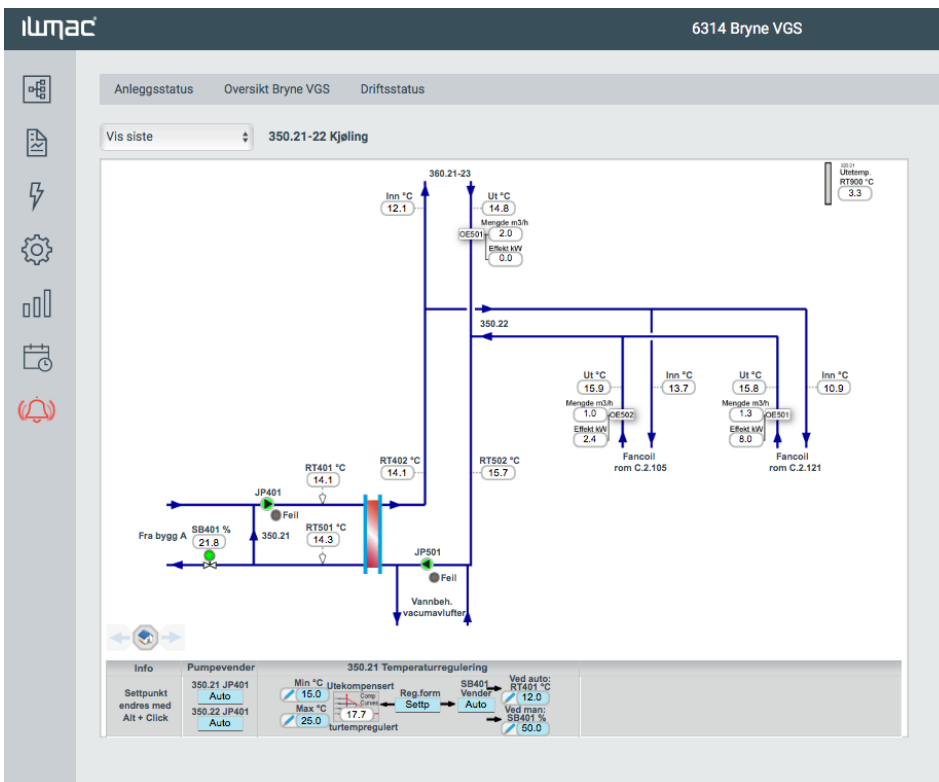 ılumac
6314 Bryne VGS
Anleggsstatus Oversikt Bryne VGS Driftsstatus
Vis siste 350.21-22 Kjøling
360.21-23
Inn °C
12.1
Ut °C
14.8
Mengde m3/h
OE501 2.0
Effekt kW
0.0
320.21
Utetemp.
RT900 °C
3.3
350.22
Ut °C
15.9
Inn °C
13.7
Mengde m3/h
1.0 OE502
Effekt kW
2.4
Fancoil
rom C.2.105
Ut °C
15.8
Inn °C
10.9
Mengde m3/h
1.3 OE501
Effekt kW
8.0
Fancoil
rom C.2.121
RT401 °C
14.1
RT402 °C
14.1
RT502 °C
15.7
JP401
Feil
Fra bygg A
SB401 %
21.8
350.21
RT501 °C
14.3
JP501
Feil
Vannbeh.
vacumavlufter
Info Pumpevender 350.21 Temperaturregulering
Settpunkt
endres med
Alt + Click
350.21 JP401
Auto
350.22 JP401
Auto
Min °C
15.0
Max °C
25.0
Utekompensert
Comp
Curves
17.7
turtempregulert
Reg.form
Settp
SB401
Vender
Auto
Ved auto:
RT401 °C
12.0
Ved man:
SB401 %
50.0